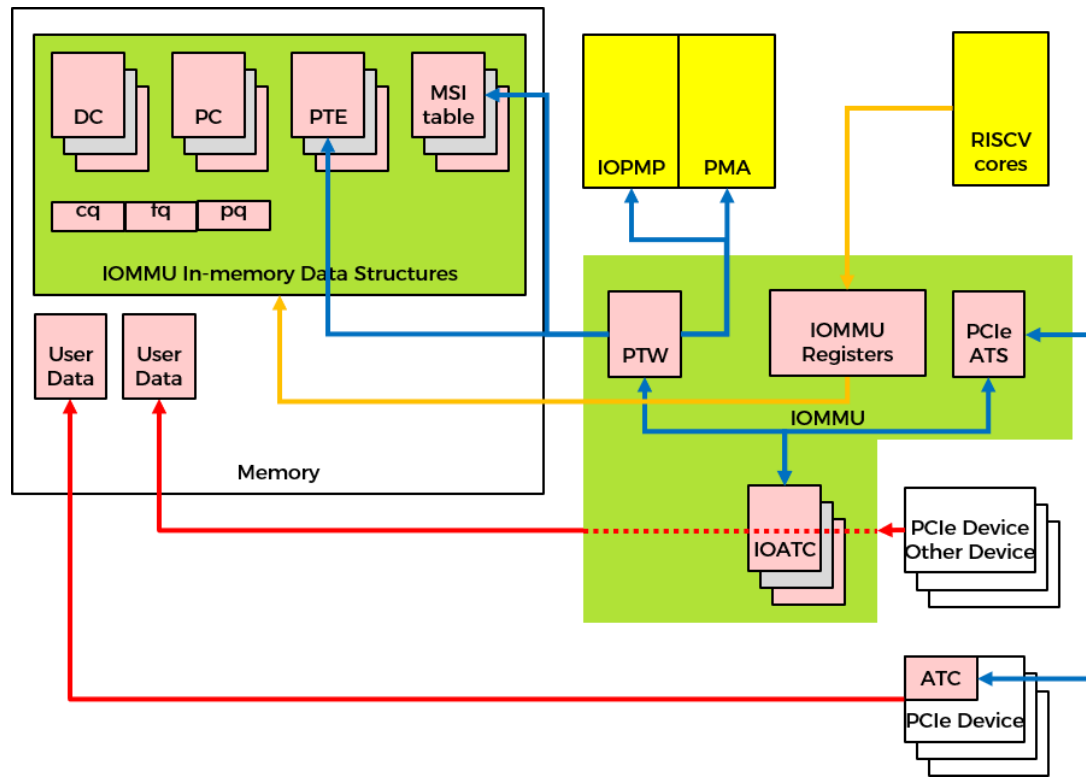 DC
PC
PTE
MSI
table
cq
fq
pq
IOMMU In-memory Data Structures
User
Data
User
Data
Memory
IOPMP
PMA
RISCV
cores
PTW
IOMMU
Registers
PCIe
ATS
IOMMU
IOATC
PCIe Device
Other Device
ATC
PCIe Device